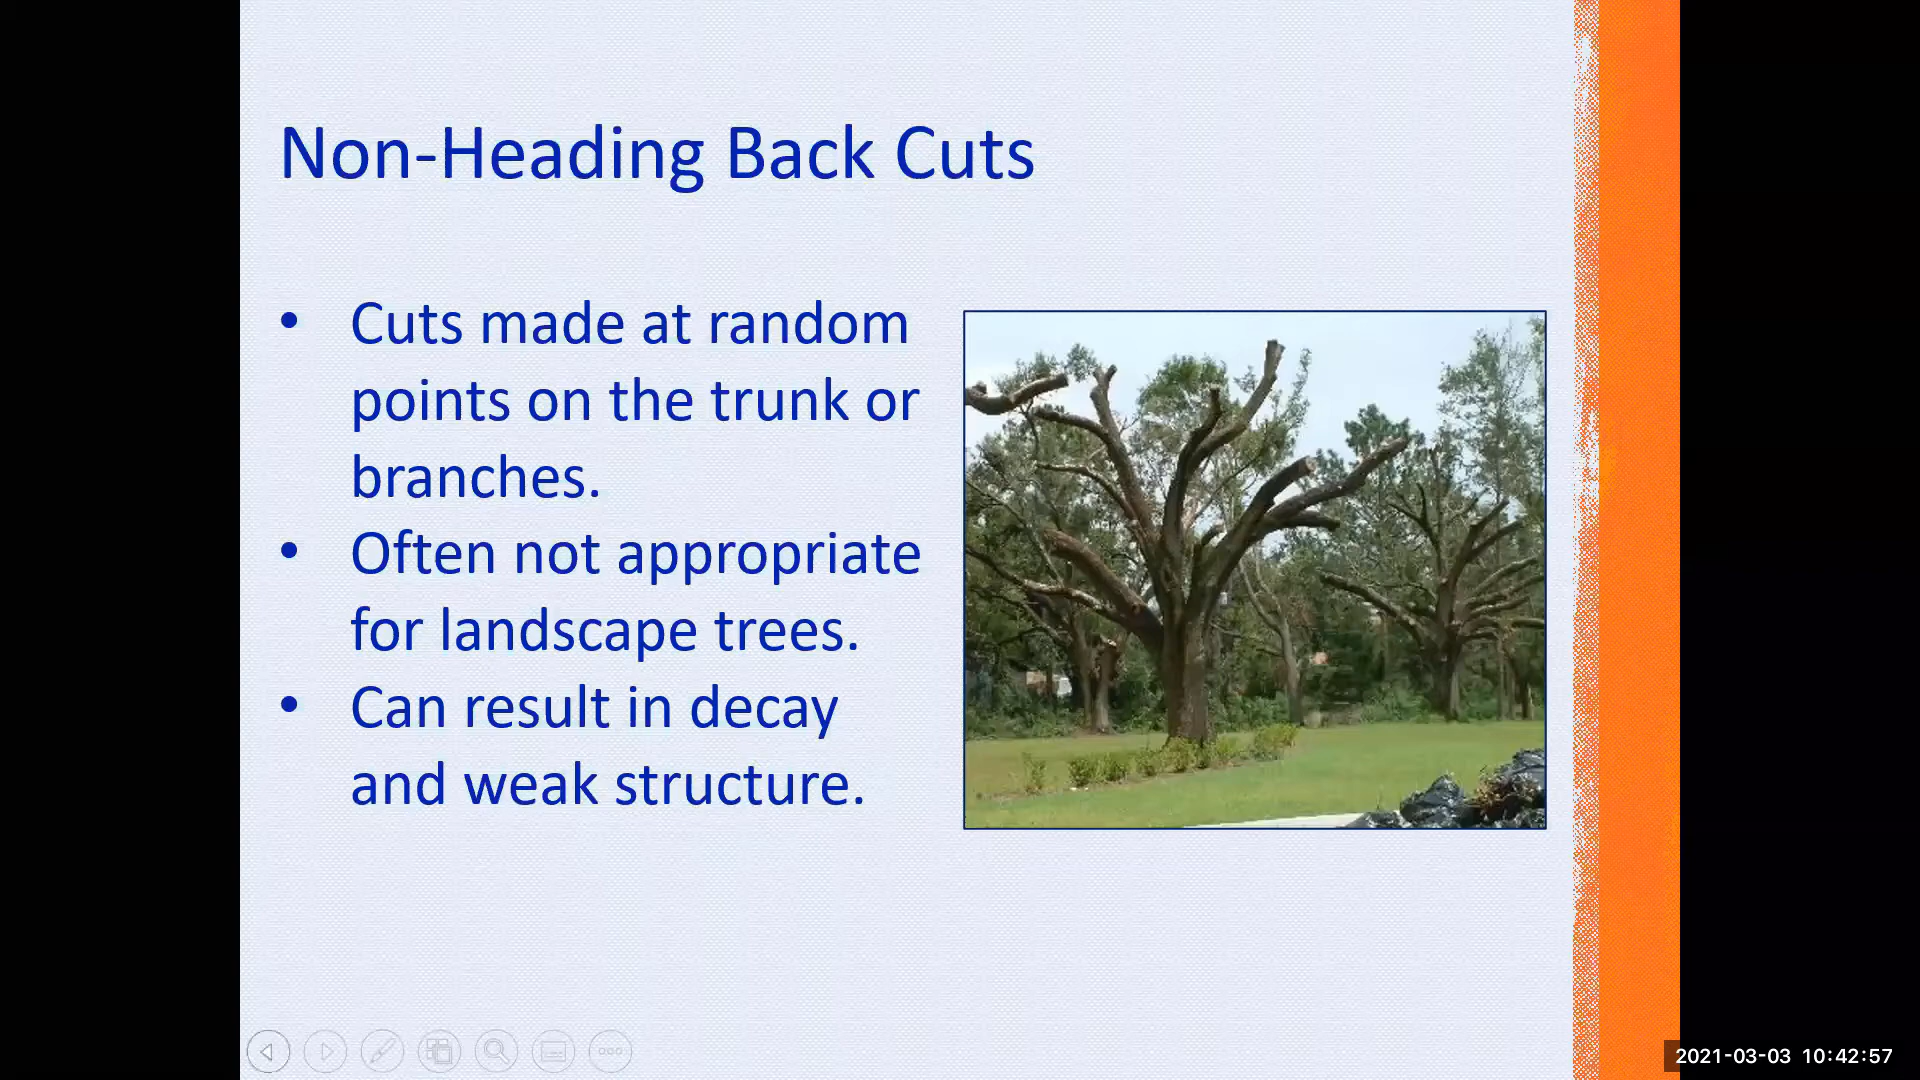 Non-Heading Back Cuts
• Cuts made at random
points on the trunk or
branches.
• Often not appropriate
for landscape trees.
• Can result in decay
and weak structure.
2021-03-03 10:42:57